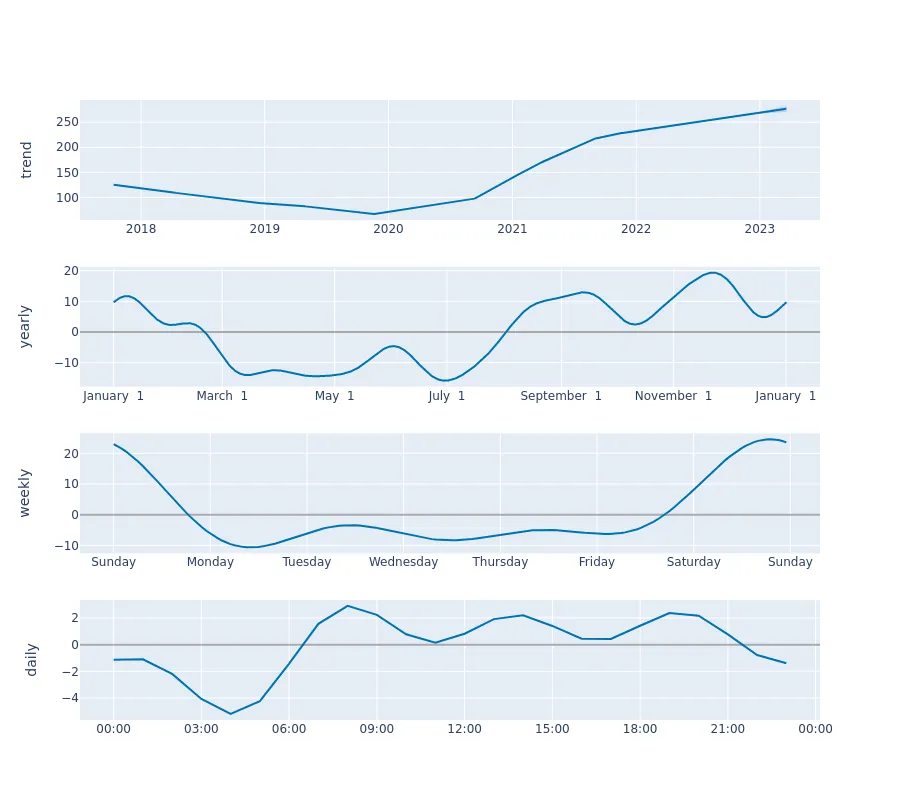 trend
250
200
150
100
2018 2019 2020 2021 2022 2023
yearly
20
10
0
−10
January 1 March 1 May 1 July 1 September 1 November 1 January 1
weekly
20
10
0
−10
Sunday Monday Tuesday Wednesday Thursday Friday Saturday Sunday
daily
2
0
−2
−4
00:00 03:00 06:00 09:00 12:00 15:00 18:00 21:00 00:00